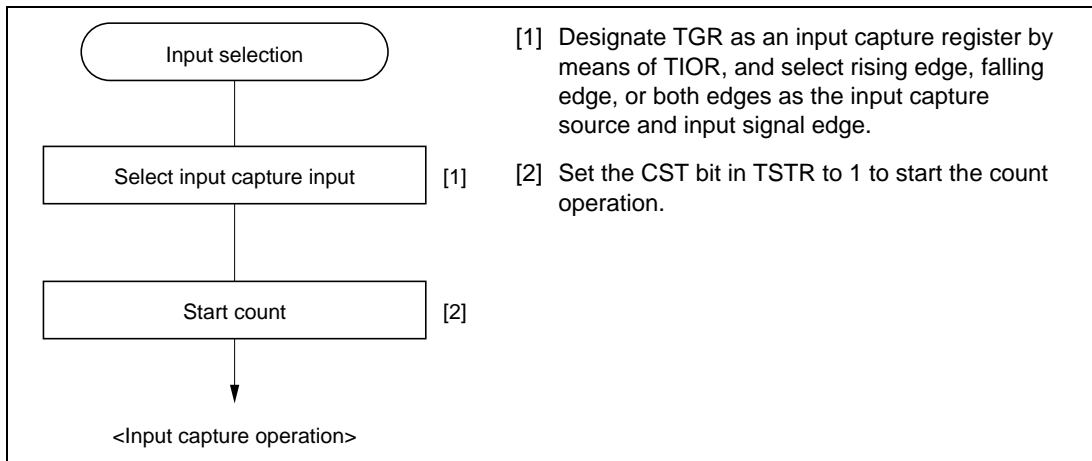 Input selection
Select input capture input
[1]
Start count
[2]
<Input capture operation>
[1] Designate TGR as an input capture register by
means of TIOR, and select rising edge, falling
edge, or both edges as the input capture
source and input signal edge.
[2] Set the CST bit in TSTR to 1 to start the count
operation.